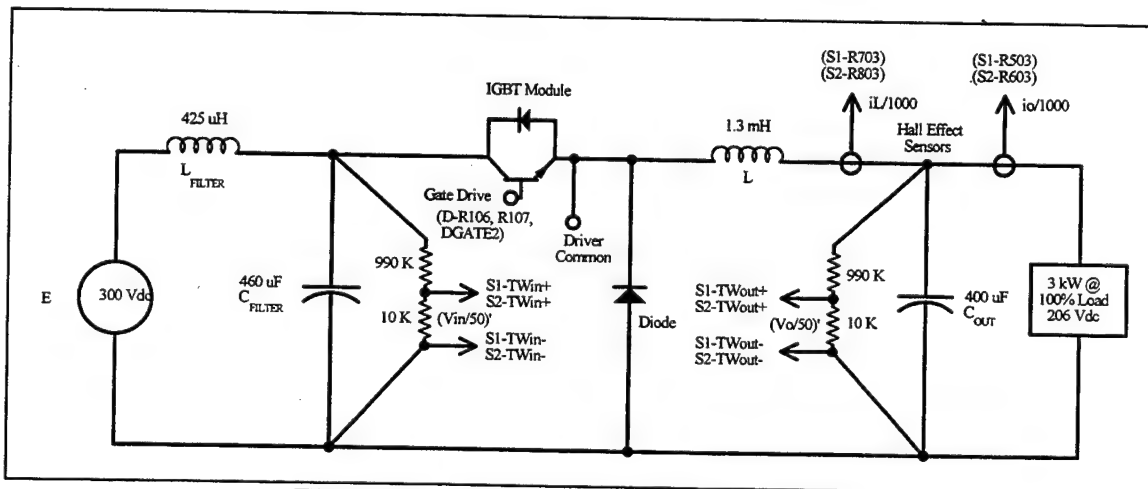 (S1-R703)
(S2-R803)
(S1-R503)
(S2-R603)
IGBT Module
iL/1000
io/1000
425 uH
1.3 mH
Hall Effect
Sensors
L FILTER
L
Gate Drive
(D-R106, R107,
DGATE2)
Driver
Common
990 K
990 K
E
300 Vdc
460 uF
C FILTER
S1-TWin+
S2-TWin+
10 K
(Vin/50)'
S1-TWin-
S2-TWin-
Diode
S1-TWout+
S2-TWout+
(Vo/50)'
10 K
S1-TWout-
S2-TWout-
400 uF
C OUT
3 kW @
100% Load
206 Vdc